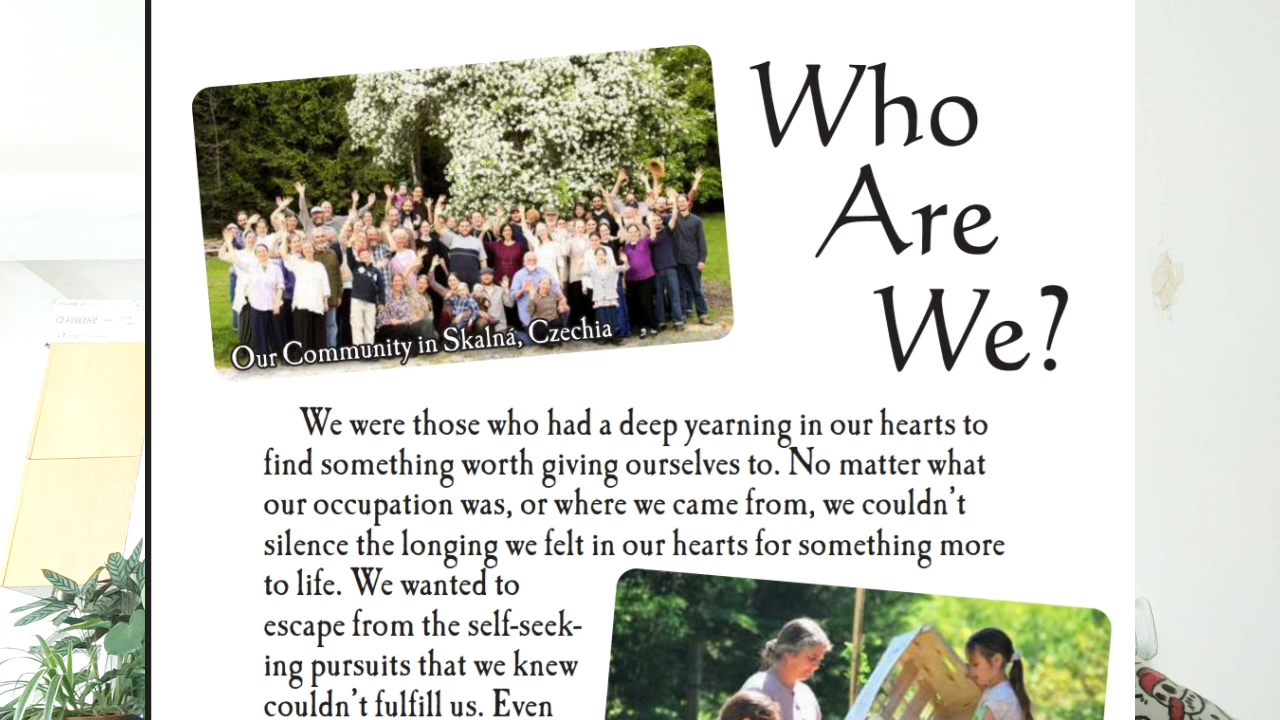 Who
Are
We?
Our Community in Skalná, Czechia
We were those who had a deep yearning in our hearts to
find something worth giving ourselves to. No matter what
our occupation was, or where we came from, we couldn't
silence the longing we felt in our hearts for something more
to life. We wanted to
escape from the self-seek-
ing pursuits that we knew
couldn't fulfill us. Even